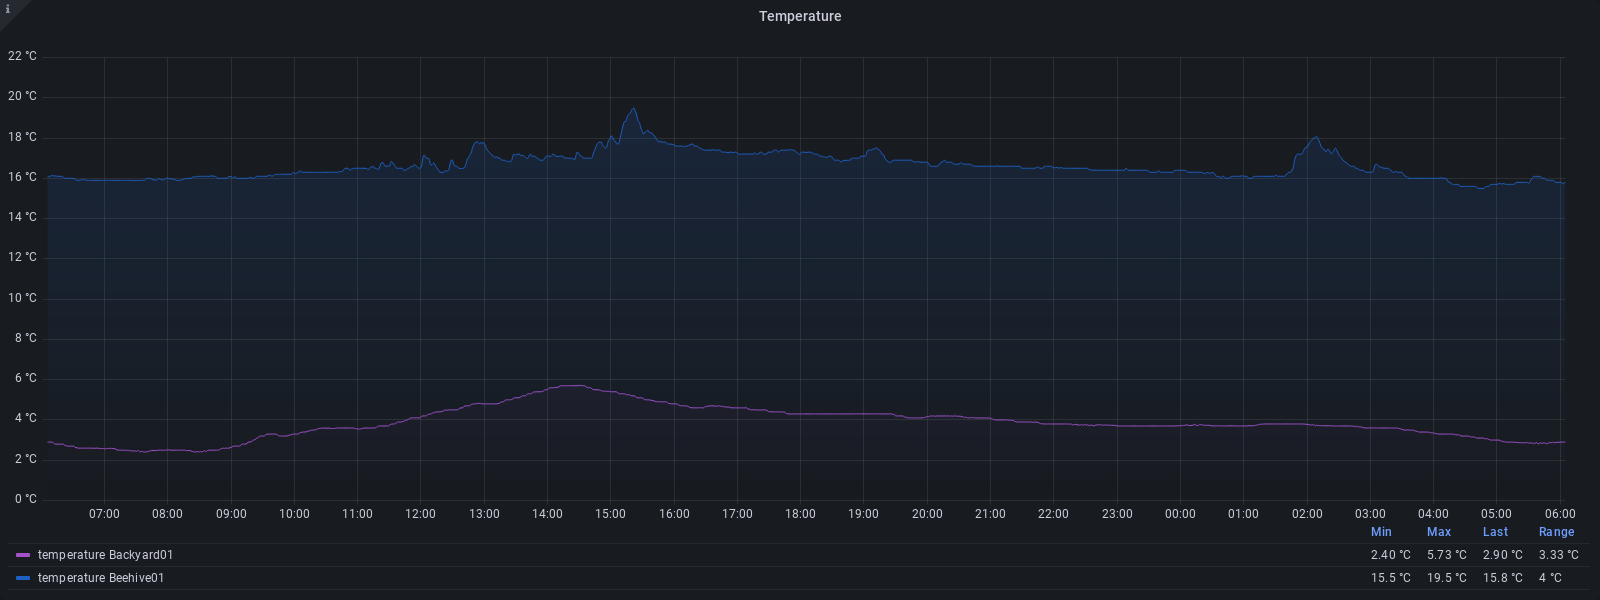 i
Temperature
22 °C
20 °C
18 °C
16 °C
14 °C
12 °C
10 °C
8 °C
6 °C
4 °C
2 °C
0 °C
07:00 08:00 09:00 10:00 11:00 12:00 13:00 14:00 15:00 16:00 17:00 18:00 19:00 20:00 21:00 22:00 23:00 00:00 01:00 02:00 03:00 04:00 05:00 06:00
Min Max Last Range
temperature Backyard01 2.40 °C 5.73 °C 2.90 °C 3.33 °C
temperature Beehive01 15.5 °C 19.5 °C 15.8 °C 4 °C